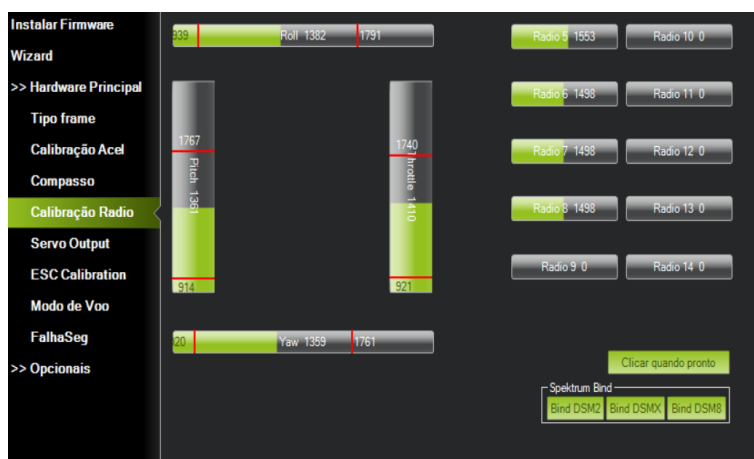 Instalar Firmware
Wizard
>> Hardware Principal
Tipo frame
Calibração Acel
Compasso
Calibração Radio
Servo Output
ESC Calibration
Modo de Voo
FalhaSeg
>> Opcionais
939 Roll 1382 1791
1767
Pitch 1361
914
1740
Throttle 1410
921
20 Yaw 1359 1761
Radio 5 1553 Radio 10 0
Radio 6 1498 Radio 11 0
Radio 7 1498 Radio 12 0
Radio 8 1498 Radio 13 0
Radio 9 0 Radio 14 0
Clicar quando pronto
Spektrum Bind
Bind DSM2 Bind DSMX Bind DSM8